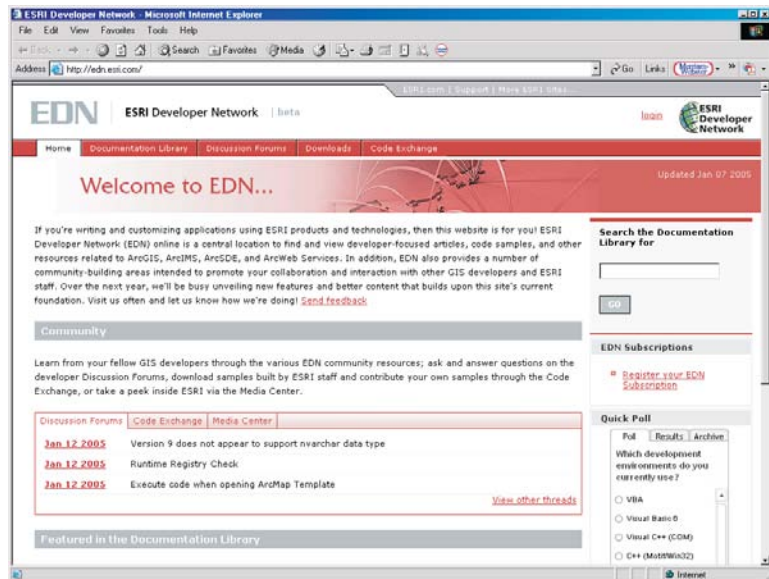 ESRI Developer Network - Microsoft Internet Explorer
File Edit View Favorites Tools Help
Back Search Favorites Media
Address http://edn.esri.com/ Go Links
ESRI.com | Support | More ESRI Sites...
EDN ESRI Developer Network | beta
login
ESRI
Developer
Network
Home Documentation Library Discussion Forums Downloads Code Exchange
Welcome to EDN...
Updated Jan 07 2005
If you're writing and customizing applications using ESRI products and technologies, then this website is for you! ESRI
Developer Network (EDN) online is a central location to find and view developer-focused articles, code samples, and other
resources related to ArcGIS, ArcIMS, ArcSDE, and ArcWeb Services. In addition, EDN also provides a number of
community-building areas intended to promote your collaboration and interaction with other GIS developers and ESRI
staff. Over the next year, we'll be busy unveiling new features and better content that builds upon this site's current
foundation. Visit us often and let us know how we're doing! Send feedback
Community
Learn from your fellow GIS developers through the various EDN community resources; ask and answer questions on the
developer Discussion Forums, download samples built by ESRI staff and contribute your own samples through the Code
Exchange, or take a peek inside ESRI via the Media Center.
Discussion Forums Code Exchange Media Center
Jan 12 2005 Version 9 does not appear to support nvarchar data type
Jan 12 2005 Runtime Registry Check
Jan 12 2005 Execute code when opening ArcMap Template
View other threads
Featured in the Documentation Library
Search the Documentation
Library for
GO
EDN Subscriptions
Register your EDN
Subscription
Quick Poll
Poll Results Archive
Which development
environments do you
currently use?
VBA
Visual Basic 6
Visual C++ (COM)
Internet